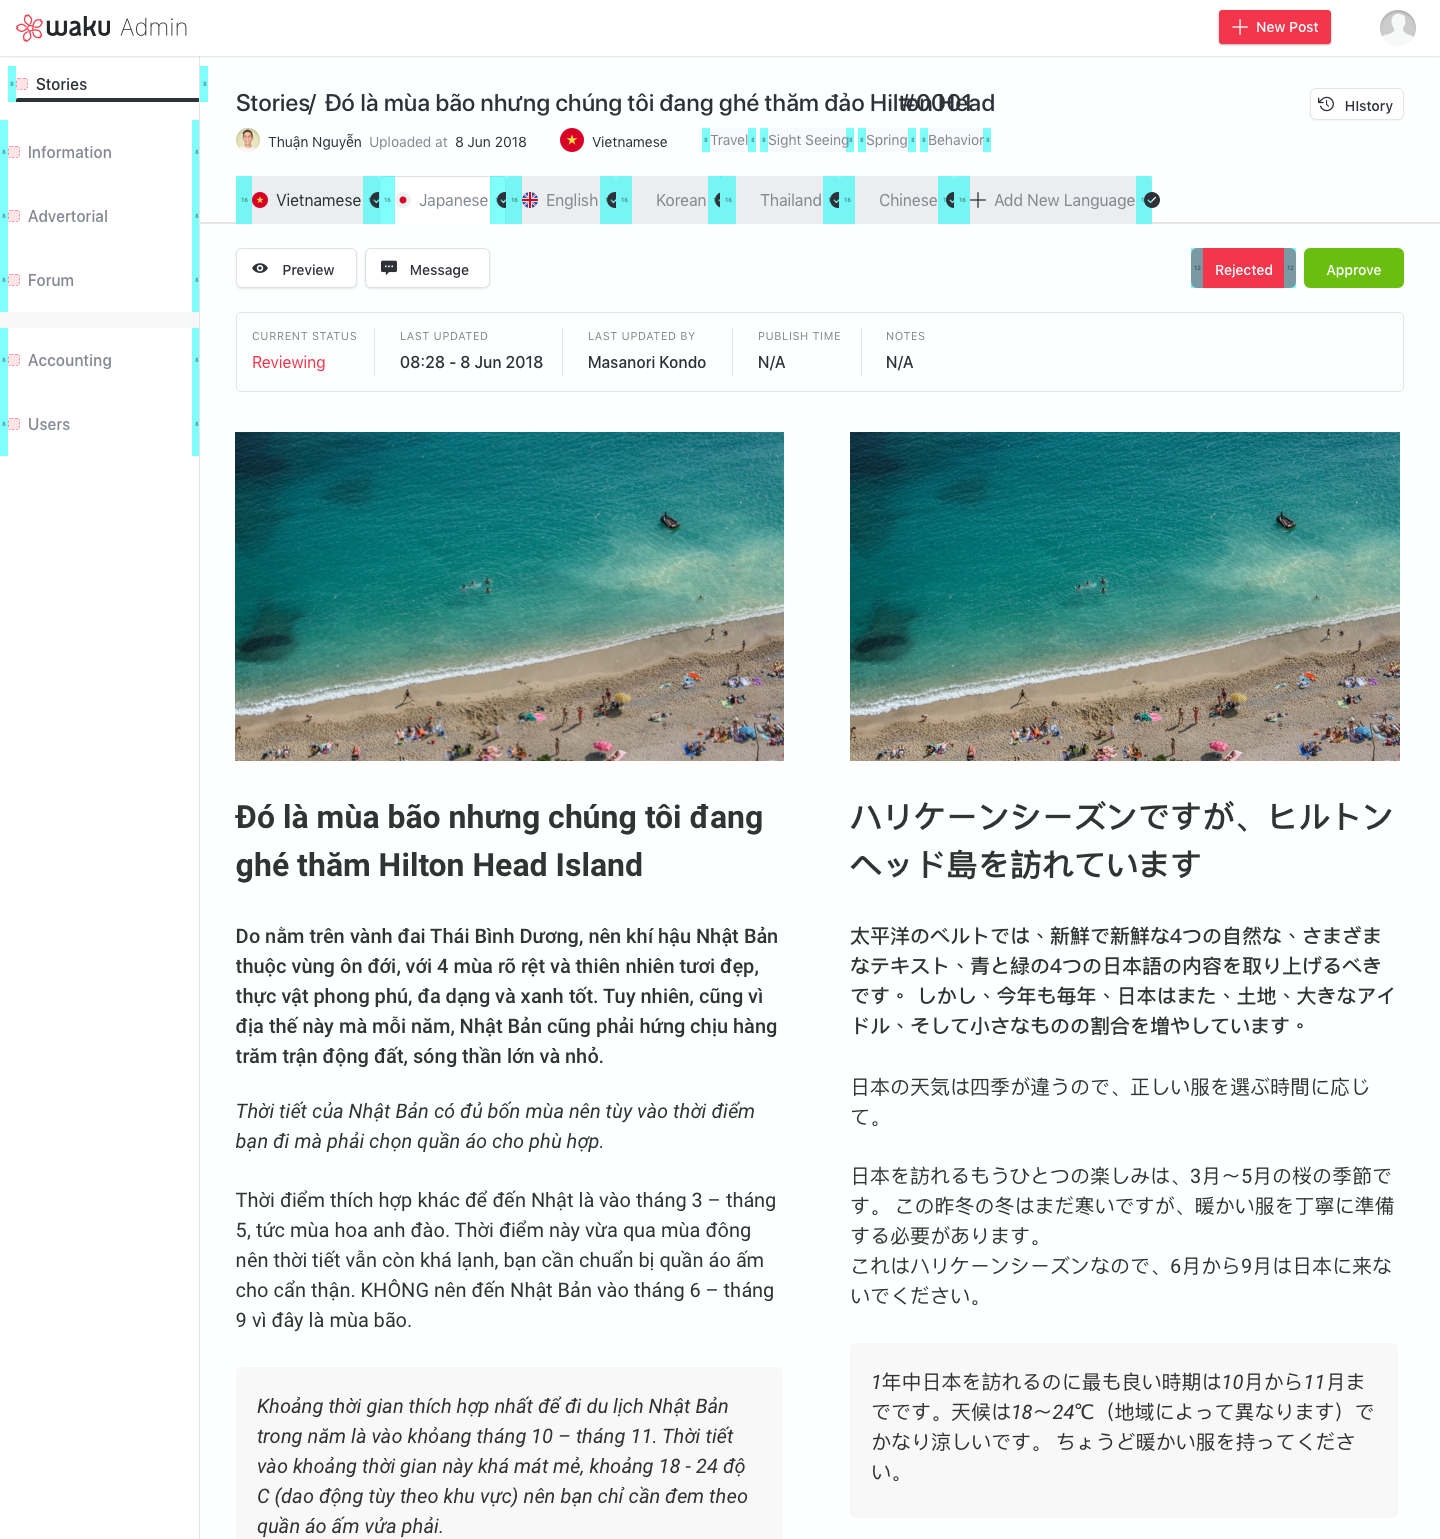 waku Admin
New Post
Stories
Information
Advertorial
Forum
Accounting
Users
Stories/ Đó là mùa bão nhưng chúng tôi đang ghé thăm đảo Hilton Head
#0001
HIstory
Thuận Nguyễn Uploaded at 8 Jun 2018 Vietnamese Travel Sight Seeing Spring Behavior
Vietnamese Japanese English Korean Thailand Chinese Add New Language
Preview Message Rejected Approve
CURRENT STATUS LAST UPDATED LAST UPDATED BY PUBLISH TIME NOTES
Reviewing 08:28 - 8 Jun 2018 Masanori Kondo N/A N/A
Đó là mùa bão nhưng chúng tôi đang
ghé thăm Hilton Head Island
Do nằm trên vành đai Thái Bình Dương, nên khí hậu Nhật Bản
thuộc vùng ôn đới, với 4 mùa rõ rệt và thiên nhiên tươi đẹp,
thực vật phong phú, đa dạng và xanh tốt. Tuy nhiên, cũng vì
địa thế này mà mỗi năm, Nhật Bản cũng phải hứng chịu hàng
trăm trận động đất, sóng thần lớn và nhỏ.
Thời tiết của Nhật Bản có đủ bốn mùa nên tùy vào thời điểm
bạn đi mà phải chọn quần áo cho phù hợp.
Thời điểm thích hợp khác để đến Nhật là vào tháng 3 – tháng
5, tức mùa hoa anh đào. Thời điểm này vừa qua mùa đông
nên thời tiết vẫn còn khá lạnh, bạn cần chuẩn bị quần áo ấm
cho cẩn thận. KHÔNG nên đến Nhật Bản vào tháng 6 – tháng
9 vì đây là mùa bão.
Khoảng thời gian thích hợp nhất để đi du lịch Nhật Bản
trong năm là vào khỏang tháng 10 – tháng 11. Thời tiết
vào khoảng thời gian này khá mát mẻ, khoảng 18 - 24 độ
C (dao động tùy theo khu vực) nên bạn chỉ cần đem theo
quần áo ấm vửa phải.
ハリケーンシーズンですが、ヒルトン
ヘッド島を訪れています
太平洋のベルトでは、新鮮で新鮮な4つの自然な、さまざま
なテキスト、青と緑の4つの日本語の内容を取り上げるべき
です。 しかし、今年も毎年、日本はまた、土地、大きなアイ
ドル、そして小さなものの割合を増やしています。
日本の天気は四季が違うので、正しい服を選ぶ時間に応じ
て。
日本を訪れるもうひとつの楽しみは、3月〜5月の桜の季節で
す。 この昨冬の冬はまだ寒いですが、暖かい服を丁寧に準備
する必要があります。
これはハリケーンシーズンなので、6月から9月は日本に来な
いでください。
1年中日本を訪れるのに最も良い時期は10月から11月ま
でです。天候は18〜24℃（地域によって異なります）で
かなり涼しいです。 ちょうど暖かい服を持ってくださ
い。